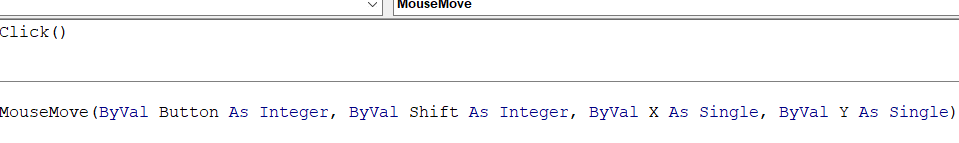 MouseMove
Click()
MouseMove(ByVal Button As Integer, ByVal Shift As Integer, ByVal X As Single, ByVal Y As Single)